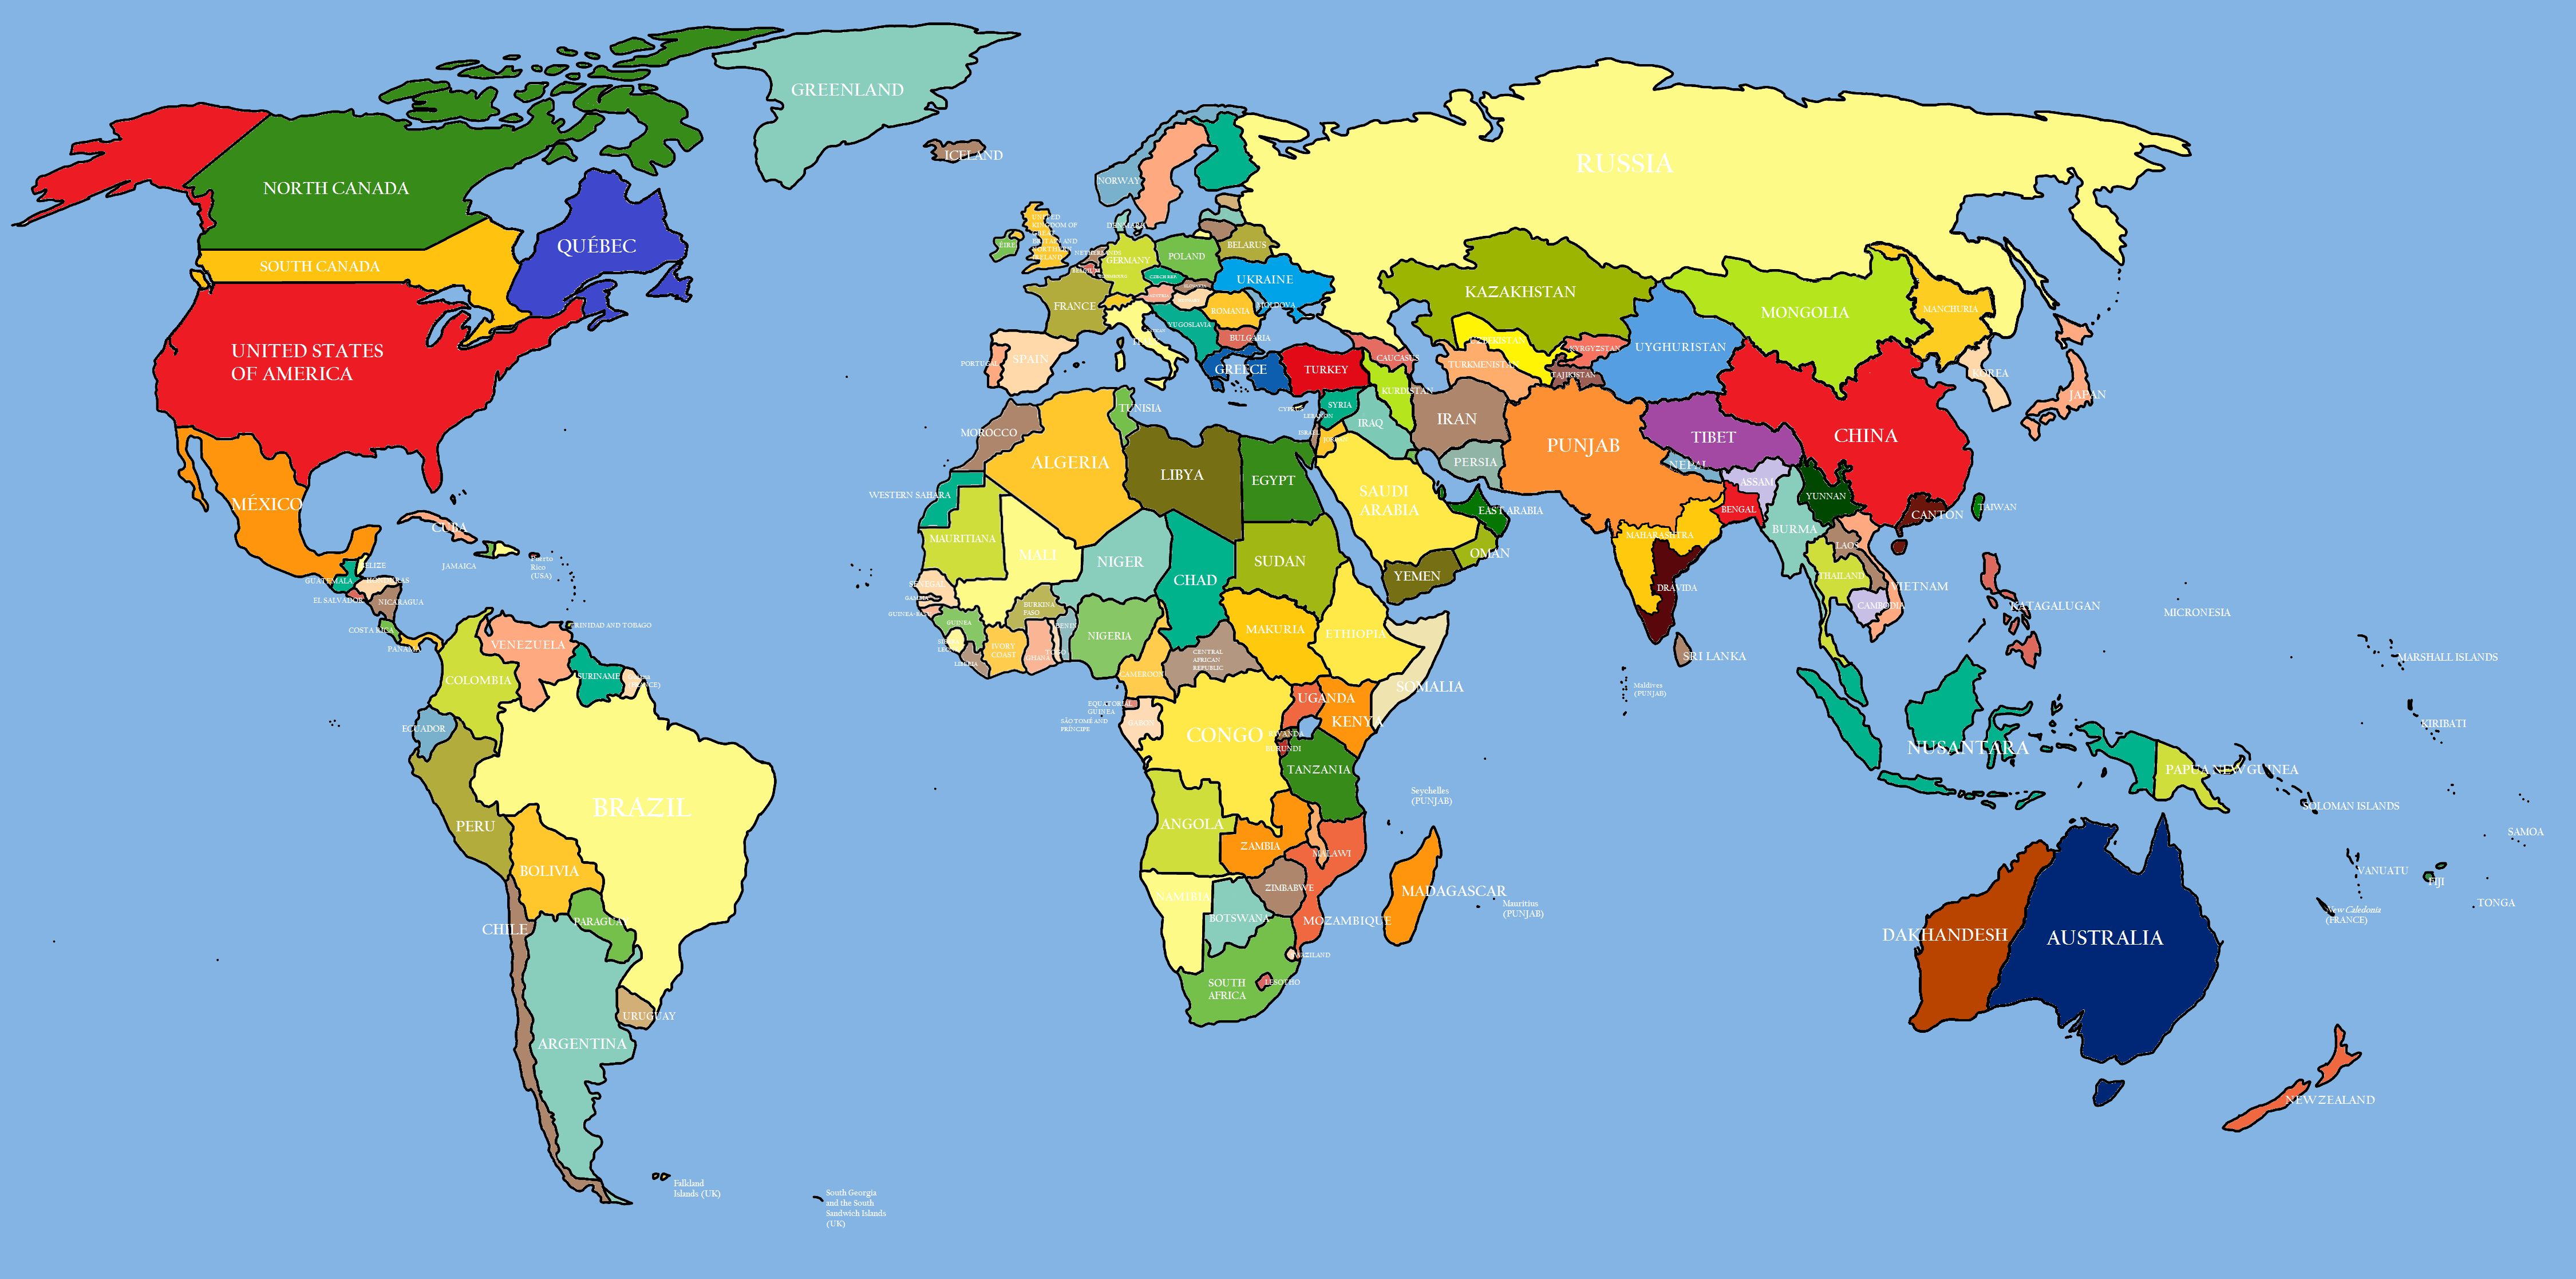 GREENLAND
ICELAND
NORTH CANADA
QUÉBEC
SOUTH CANADA
UNITED STATES
OF AMERICA
MÉXICO
CUBA
JAMAICA
Puerto
Rico
(USA)
BELIZE
GUATEMALA
HONDURAS
EL SALVADOR
NICARAGUA
COSTA RICA
PANAMA
TRINIDAD AND TOBAGO
VENEZUELA
COLOMBIA
SURINAME
ECUADOR
PERU
BRAZIL
BOLIVIA
PARAGUAY
CHILE
ARGENTINA
URUGUAY
Falkland
Islands (UK)
South Georgia
and the South
Sandwich Islands
(UK)
NORWAY
DENMARK
UNITED
KINGDOM OF
GREAT
BRITAIN AND
NORTHERN
IRELAND
EIRE
NETHERLANDS
BELGIUM
GERMANY
POLAND
BELARUS
UKRAINE
CZECH REP.
FRANCE
ROMANIA
MOLDOVA
YUGOSLAVIA
BULGARIA
PORTUGAL
SPAIN
GREECE
TURKEY
CAUCASUS
KURDISTAN
CYPRUS
SYRIA
LEBANON
IRAQ
ISRAEL
JORDAN
RUSSIA
KAZAKHSTAN
UZBEKISTAN
TURKMENISTAN
KYRGYZSTAN
TAJIKISTAN
UYGHURISTAN
MONGOLIA
MANCHURIA
KOREA
JAPAN
CHINA
TIBET
IRAN
PERSIA
PUNJAB
NEPAL
ASSAM
BENGAL
YUNNAN
CANTON
TAIWAN
SAUDI
ARABIA
EAST ARABIA
OMAN
YEMEN
MAHARASHTRA
DRAVIDA
SRI LANKA
Maldives
(PUNJAB)
BURMA
LAOS
THAILAND
CAMBODIA
VIETNAM
KATAGALUGAN
MICRONESIA
MARSHALL ISLANDS
KIRIBATI
NUSANTARA
PAPUA NEW GUINEA
SOLOMAN ISLANDS
SAMOA
VANUATU
FIJI
TONGA
New Caledonia
(FRANCE)
DAKHANDESH
AUSTRALIA
NEW ZEALAND
MOROCCO
ALGERIA
TUNISIA
LIBYA
EGYPT
WESTERN SAHARA
MAURITIANA
MALI
NIGER
CHAD
SUDAN
SENEGAL
GAMBIA
GUINEA
BURKINA
FASO
LIBERIA
IVORY
COAST
GHANA
TOGO
BENIN
NIGERIA
CAMEROON
CENTRAL
AFRICAN
REPUBLIC
MAKURIA
ETHIOPIA
SOMALIA
EQUATORIAL
GUINEA
SÃO TOMÉ AND
PRÍNCIPE
GABON
CONGO
UGANDA
KENYA
RWANDA
BURUNDI
TANZANIA
Seychelles
(PUNJAB)
ANGOLA
ZAMBIA
MALAWI
ZIMBABWE
MOZAMBIQUE
MADAGASCAR
Mauritius
(PUNJAB)
NAMIBIA
BOTSWANA
SWAZILAND
LESOTHO
SOUTH
AFRICA